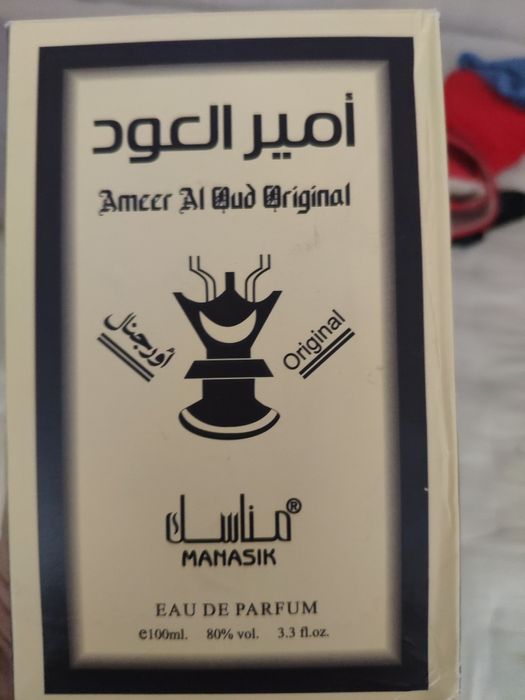 أمير العود
Ameer Al Oud Original
أورجنال
Original
مناسك®
MANASIK
EAU DE PARFUM
℮100ml. 80% vol. 3.3 fl.oz.